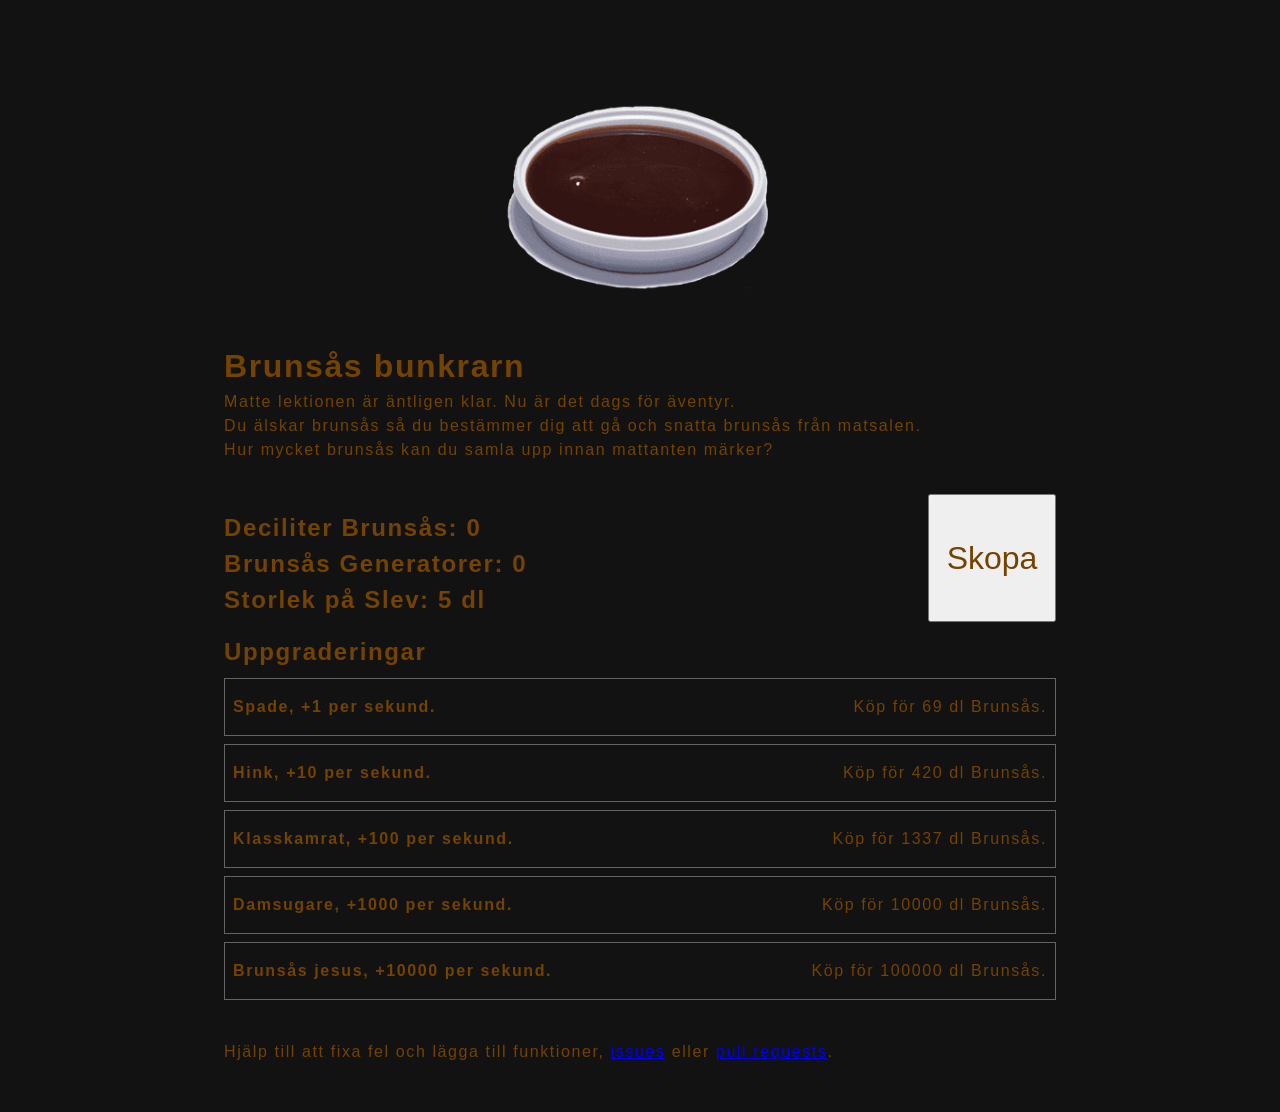 Brunsås bunkrarn
Matte lektionen är äntligen klar. Nu är det dags för äventyr.
Du älskar brunsås så du bestämmer dig att gå och snatta brunsås från matsalen.
Hur mycket brunsås kan du samla upp innan mattanten märker?
Deciliter Brunsås: 0
Brunsås Generatorer: 0
Storlek på Slev: 5 dl
Skopa
Uppgraderingar
Spade, +1 per sekund. Köp för 69 dl Brunsås.
Hink, +10 per sekund. Köp för 420 dl Brunsås.
Klasskamrat, +100 per sekund. Köp för 1337 dl Brunsås.
Damsugare, +1000 per sekund. Köp för 10000 dl Brunsås.
Brunsås jesus, +10000 per sekund. Köp för 100000 dl Brunsås.
Hjälp till att fixa fel och lägga till funktioner, issues eller pull requests.